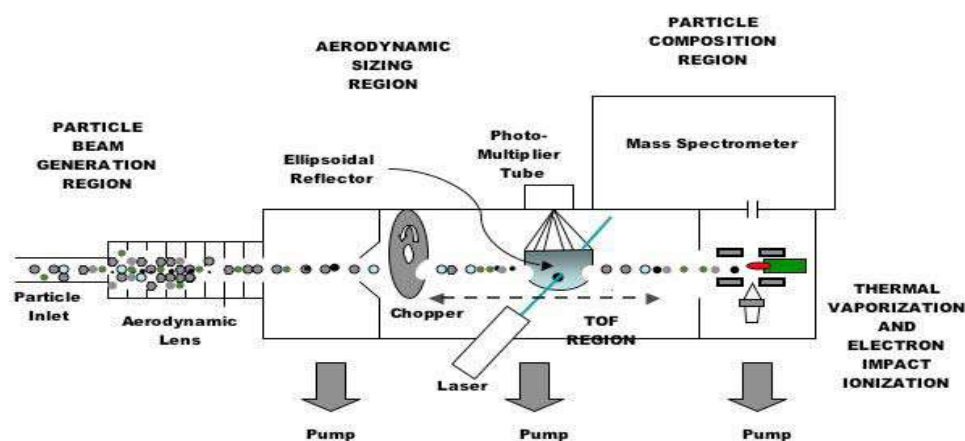 PARTICLE
BEAM
GENERATION
REGION
AERODYNAMIC
SIZING
REGION
PARTICLE
COMPOSITION
REGION
Ellipsoidal
Reflector
Photo-
Multiplier
Tube
Mass Spectrometer
Particle
Inlet
Aerodynamic
Lens
Chopper
Laser
TOF
REGION
THERMAL
VAPORIZATION
AND
ELECTRON
IMPACT
IONIZATION
Pump
Pump
Pump